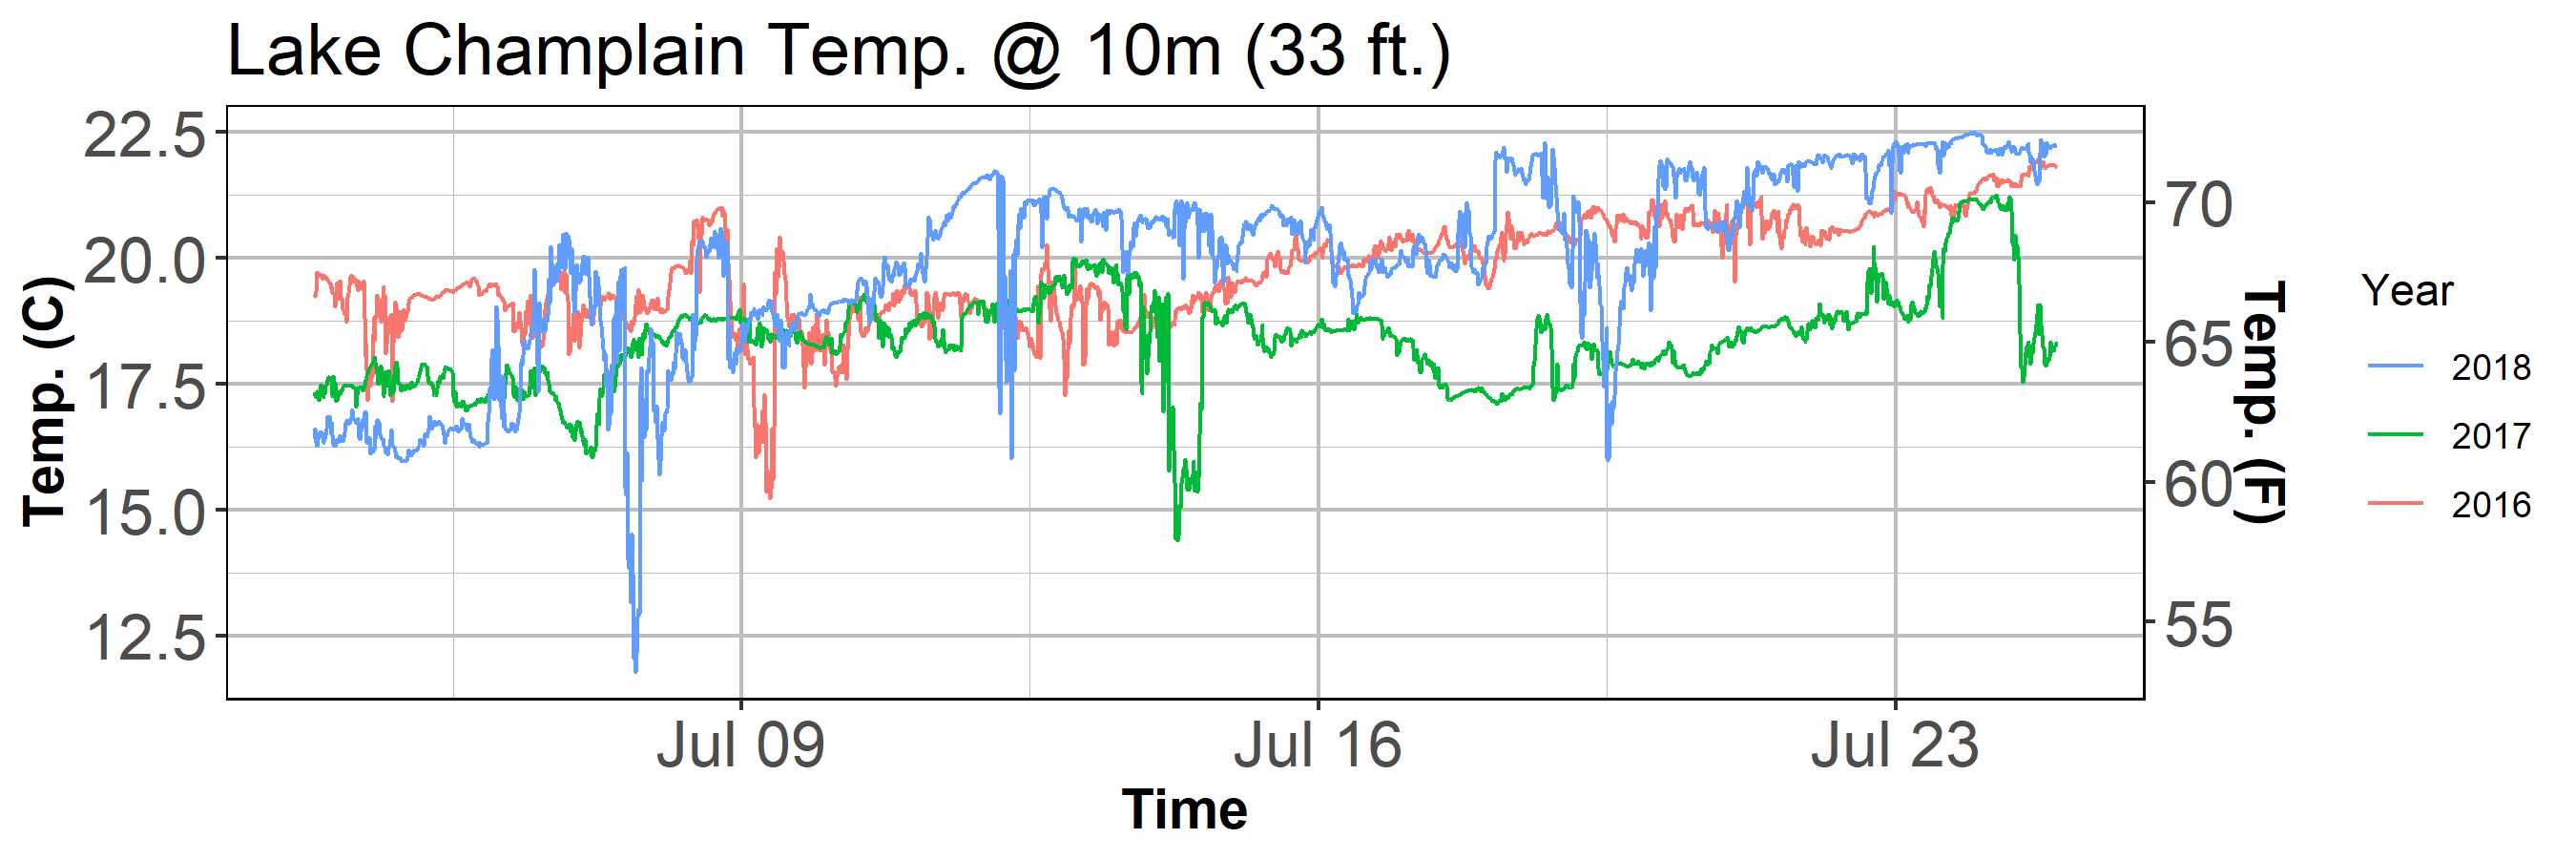 Lake Champlain Temp. @ 10m (33 ft.)
22.5
20.0
17.5
15.0
12.5
Temp. (C)
70
65
60
55
Temp. (F)
Jul 09
Jul 16
Jul 23
Time
Year
2018
2017
2016